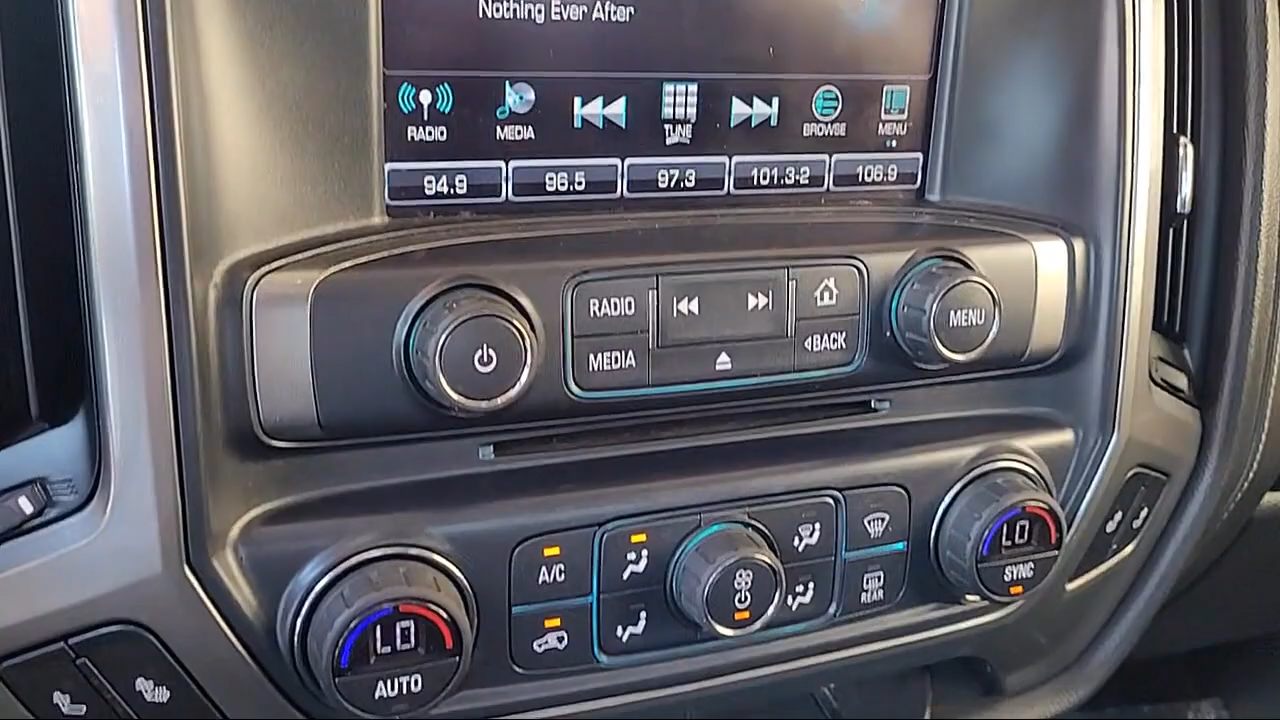 Nothing Ever After
RADIO
MEDIA
TUNE
BROWSE
MENU
94.9
96.5
97.3
101.3-2
106.9
RADIO
MEDIA
BACK
MENU
A/C
REAR
LO
AUTO
LO
SYNC